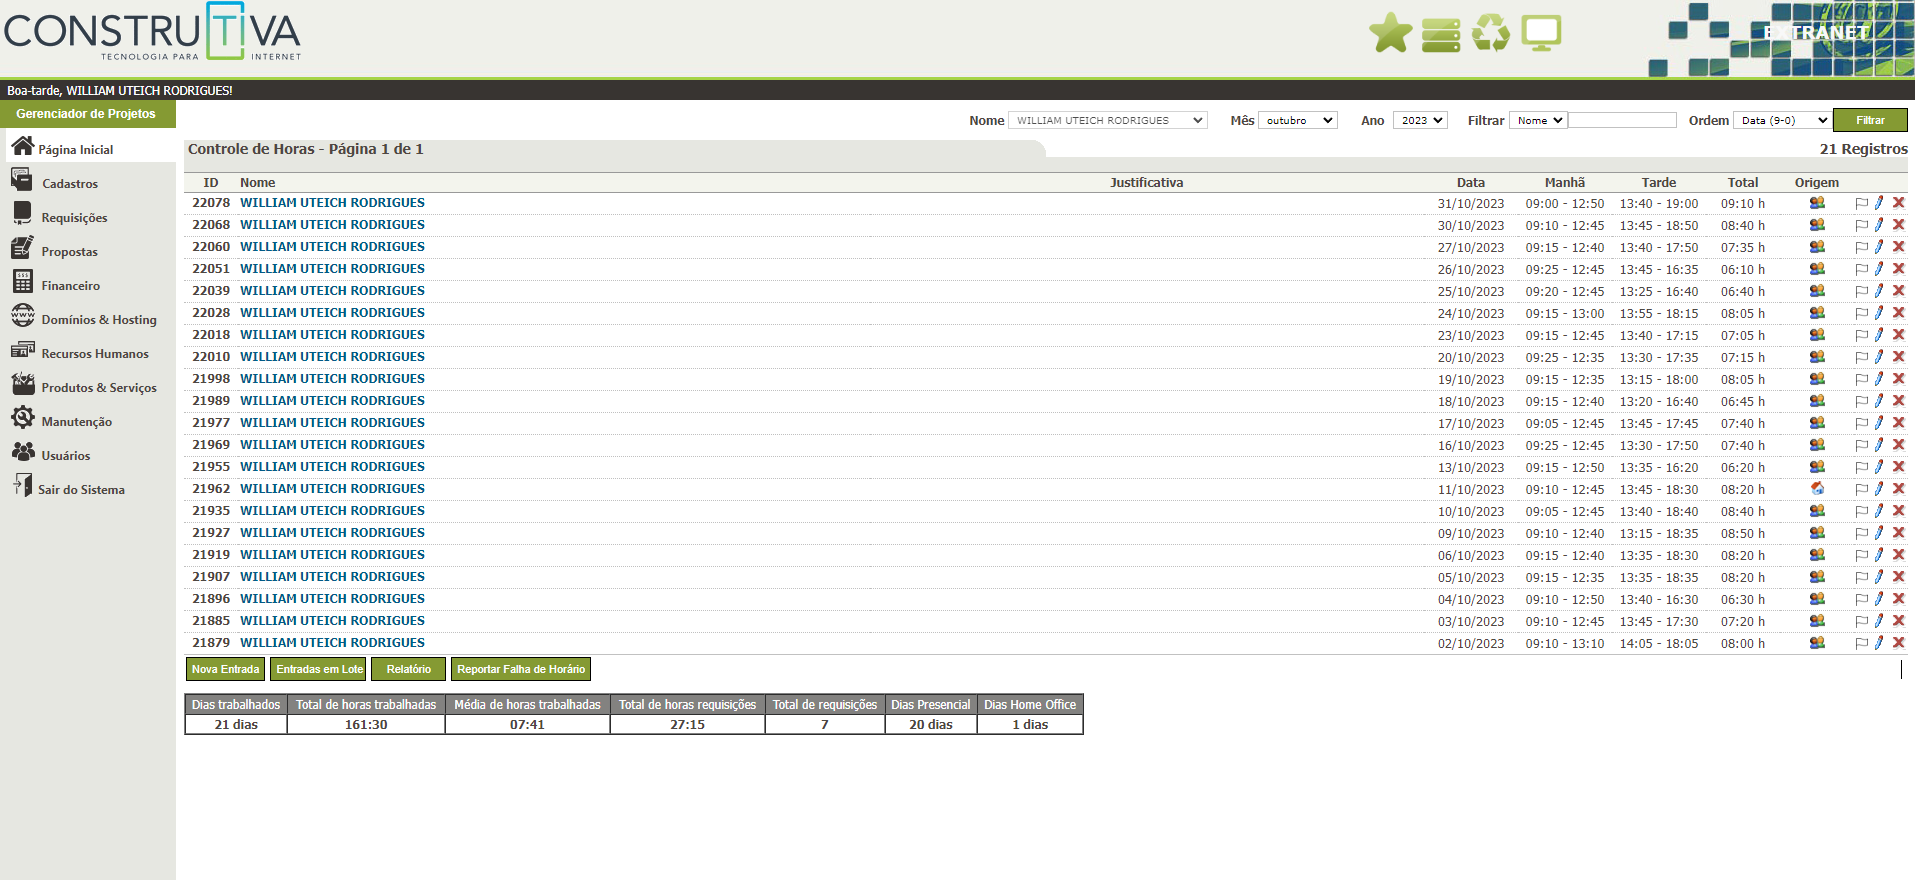 CONSTRUTIVA
TECNOLOGIA PARA INTERNET
EXTRANET
Boa-tarde, WILLIAM UTEICH RODRIGUES!
Gerenciador de Projetos
Página Inicial
Cadastros
Requisições
Propostas
Financeiro
Domínios & Hosting
Recursos Humanos
Produtos & Serviços
Manutenção
Usuários
Sair do Sistema
Nome WILLIAM UTEICH RODRIGUES Mês outubro Ano 2023 Filtrar Nome Ordem Data (9-0) Filtrar
Controle de Horas - Página 1 de 1 21 Registros
ID Nome Justificativa Data Manhã Tarde Total Origem
22078 WILLIAM UTEICH RODRIGUES 31/10/2023 09:00 - 12:50 13:40 - 19:00 09:10 h
22068 WILLIAM UTEICH RODRIGUES 30/10/2023 09:10 - 12:45 13:45 - 18:50 08:40 h
22060 WILLIAM UTEICH RODRIGUES 27/10/2023 09:15 - 12:40 13:40 - 17:50 07:35 h
22051 WILLIAM UTEICH RODRIGUES 26/10/2023 09:25 - 12:45 13:45 - 16:35 06:10 h
22039 WILLIAM UTEICH RODRIGUES 25/10/2023 09:20 - 12:45 13:25 - 16:40 06:40 h
22028 WILLIAM UTEICH RODRIGUES 24/10/2023 09:15 - 13:00 13:55 - 18:15 08:05 h
22018 WILLIAM UTEICH RODRIGUES 23/10/2023 09:15 - 12:45 13:40 - 17:15 07:05 h
22010 WILLIAM UTEICH RODRIGUES 20/10/2023 09:25 - 12:35 13:30 - 17:35 07:15 h
21998 WILLIAM UTEICH RODRIGUES 19/10/2023 09:15 - 12:35 13:15 - 18:00 08:05 h
21989 WILLIAM UTEICH RODRIGUES 18/10/2023 09:15 - 12:40 13:20 - 16:40 06:45 h
21977 WILLIAM UTEICH RODRIGUES 17/10/2023 09:05 - 12:45 13:45 - 17:45 07:40 h
21969 WILLIAM UTEICH RODRIGUES 16/10/2023 09:25 - 12:45 13:30 - 17:50 07:40 h
21955 WILLIAM UTEICH RODRIGUES 13/10/2023 09:15 - 12:50 13:35 - 16:20 06:20 h
21962 WILLIAM UTEICH RODRIGUES 11/10/2023 09:10 - 12:45 13:45 - 18:30 08:20 h
21935 WILLIAM UTEICH RODRIGUES 10/10/2023 09:05 - 12:45 13:40 - 18:40 08:40 h
21927 WILLIAM UTEICH RODRIGUES 09/10/2023 09:10 - 12:40 13:15 - 18:35 08:50 h
21919 WILLIAM UTEICH RODRIGUES 06/10/2023 09:15 - 12:40 13:35 - 18:30 08:20 h
21907 WILLIAM UTEICH RODRIGUES 05/10/2023 09:15 - 12:35 13:35 - 18:35 08:20 h
21896 WILLIAM UTEICH RODRIGUES 04/10/2023 09:10 - 12:50 13:40 - 16:30 06:30 h
21885 WILLIAM UTEICH RODRIGUES 03/10/2023 09:10 - 12:45 13:45 - 17:30 07:20 h
21879 WILLIAM UTEICH RODRIGUES 02/10/2023 09:10 - 13:10 14:05 - 18:05 08:00 h
Nova Entrada Entradas em Lote Relatório Reportar Falha de Horário
Dias trabalhados Total de horas trabalhadas Média de horas trabalhadas Total de horas requisições Total de requisições Dias Presencial Dias Home Office
21 dias 161:30 07:41 27:15 7 20 dias 1 dias